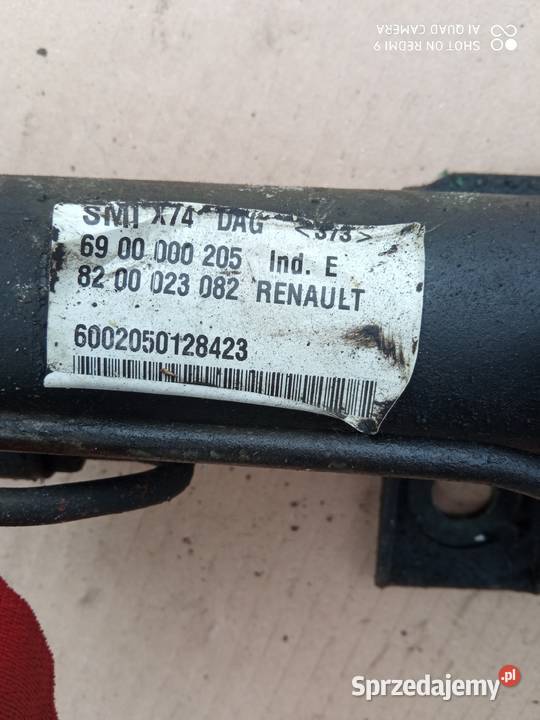 SHOT ON REDMI 9
AI QUAD CAMERA
SMI X74 DAG <373>
69 00 000 205 Ind. E
82 00 023 082 RENAULT
6002050128423
Sprzedajemy.pl